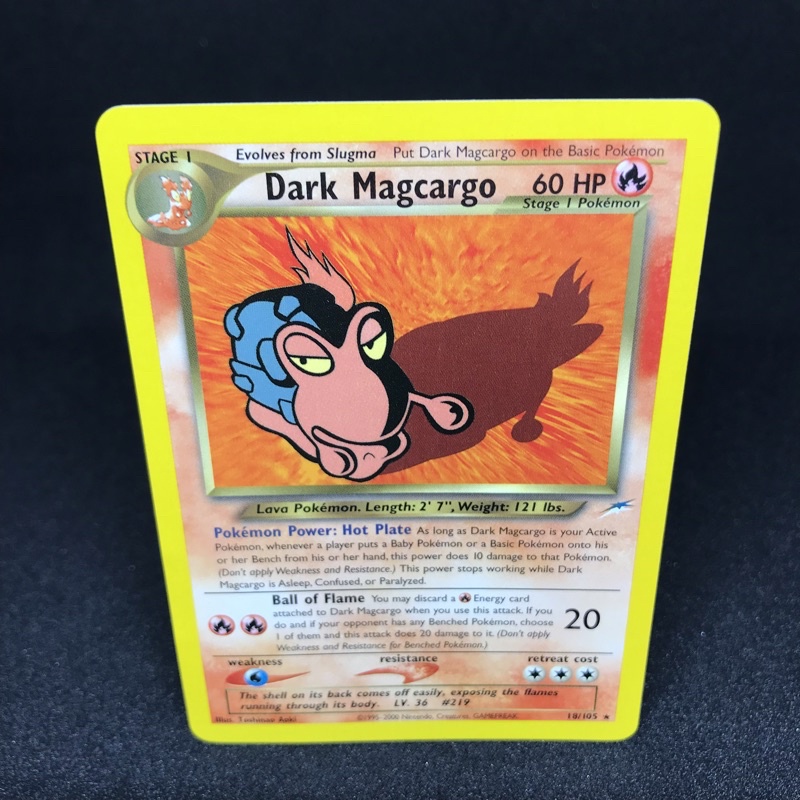 STAGE 1 Evolves from Slugma Put Dark Magcargo on the Basic Pokémon
Dark Magcargo 60 HP
Stage 1 Pokémon
Lava Pokémon. Length: 2' 7", Weight: 121 lbs.
Pokémon Power: Hot Plate As long as Dark Magcargo is your Active
Pokémon, whenever a player puts a Baby Pokémon or a Basic Pokémon onto his
or her Bench from his or her hand, this power does 10 damage to that Pokémon.
(Don't apply Weakness and Resistance.) This power stops working while Dark
Magcargo is Asleep, Confused, or Paralyzed.
Ball of Flame You may discard a Energy card
attached to Dark Magcargo when you use this attack. If you
do and if your opponent has any Benched Pokémon, choose
1 of them and this attack does 20 damage to it. (Don't apply
Weakness and Resistance for Benched Pokémon.)
20
weakness resistance retreat cost
The shell on its back comes off easily, exposing the flames
running through its body. LV. 36 #219
Illus. Toshinao Aoki ©1995-2000 Nintendo, Creatures, GAMEFREAK. 18/105 ★